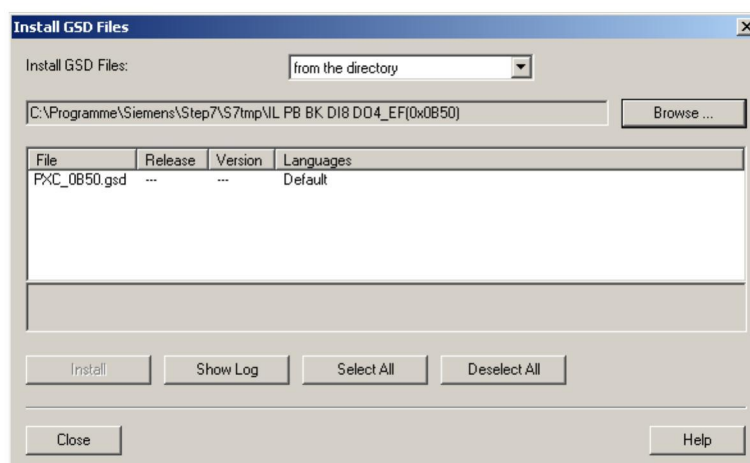 Install GSD Files
Install GSD Files: from the directory
C:\Programme\Siemens\Step7\S7tmp\IL PB BK DI8 DO4_EF(0x0B50) Browse ...
File Release Version Languages
PXC_0B50.gsd --- --- Default
Install Show Log Select All Deselect All
Close Help